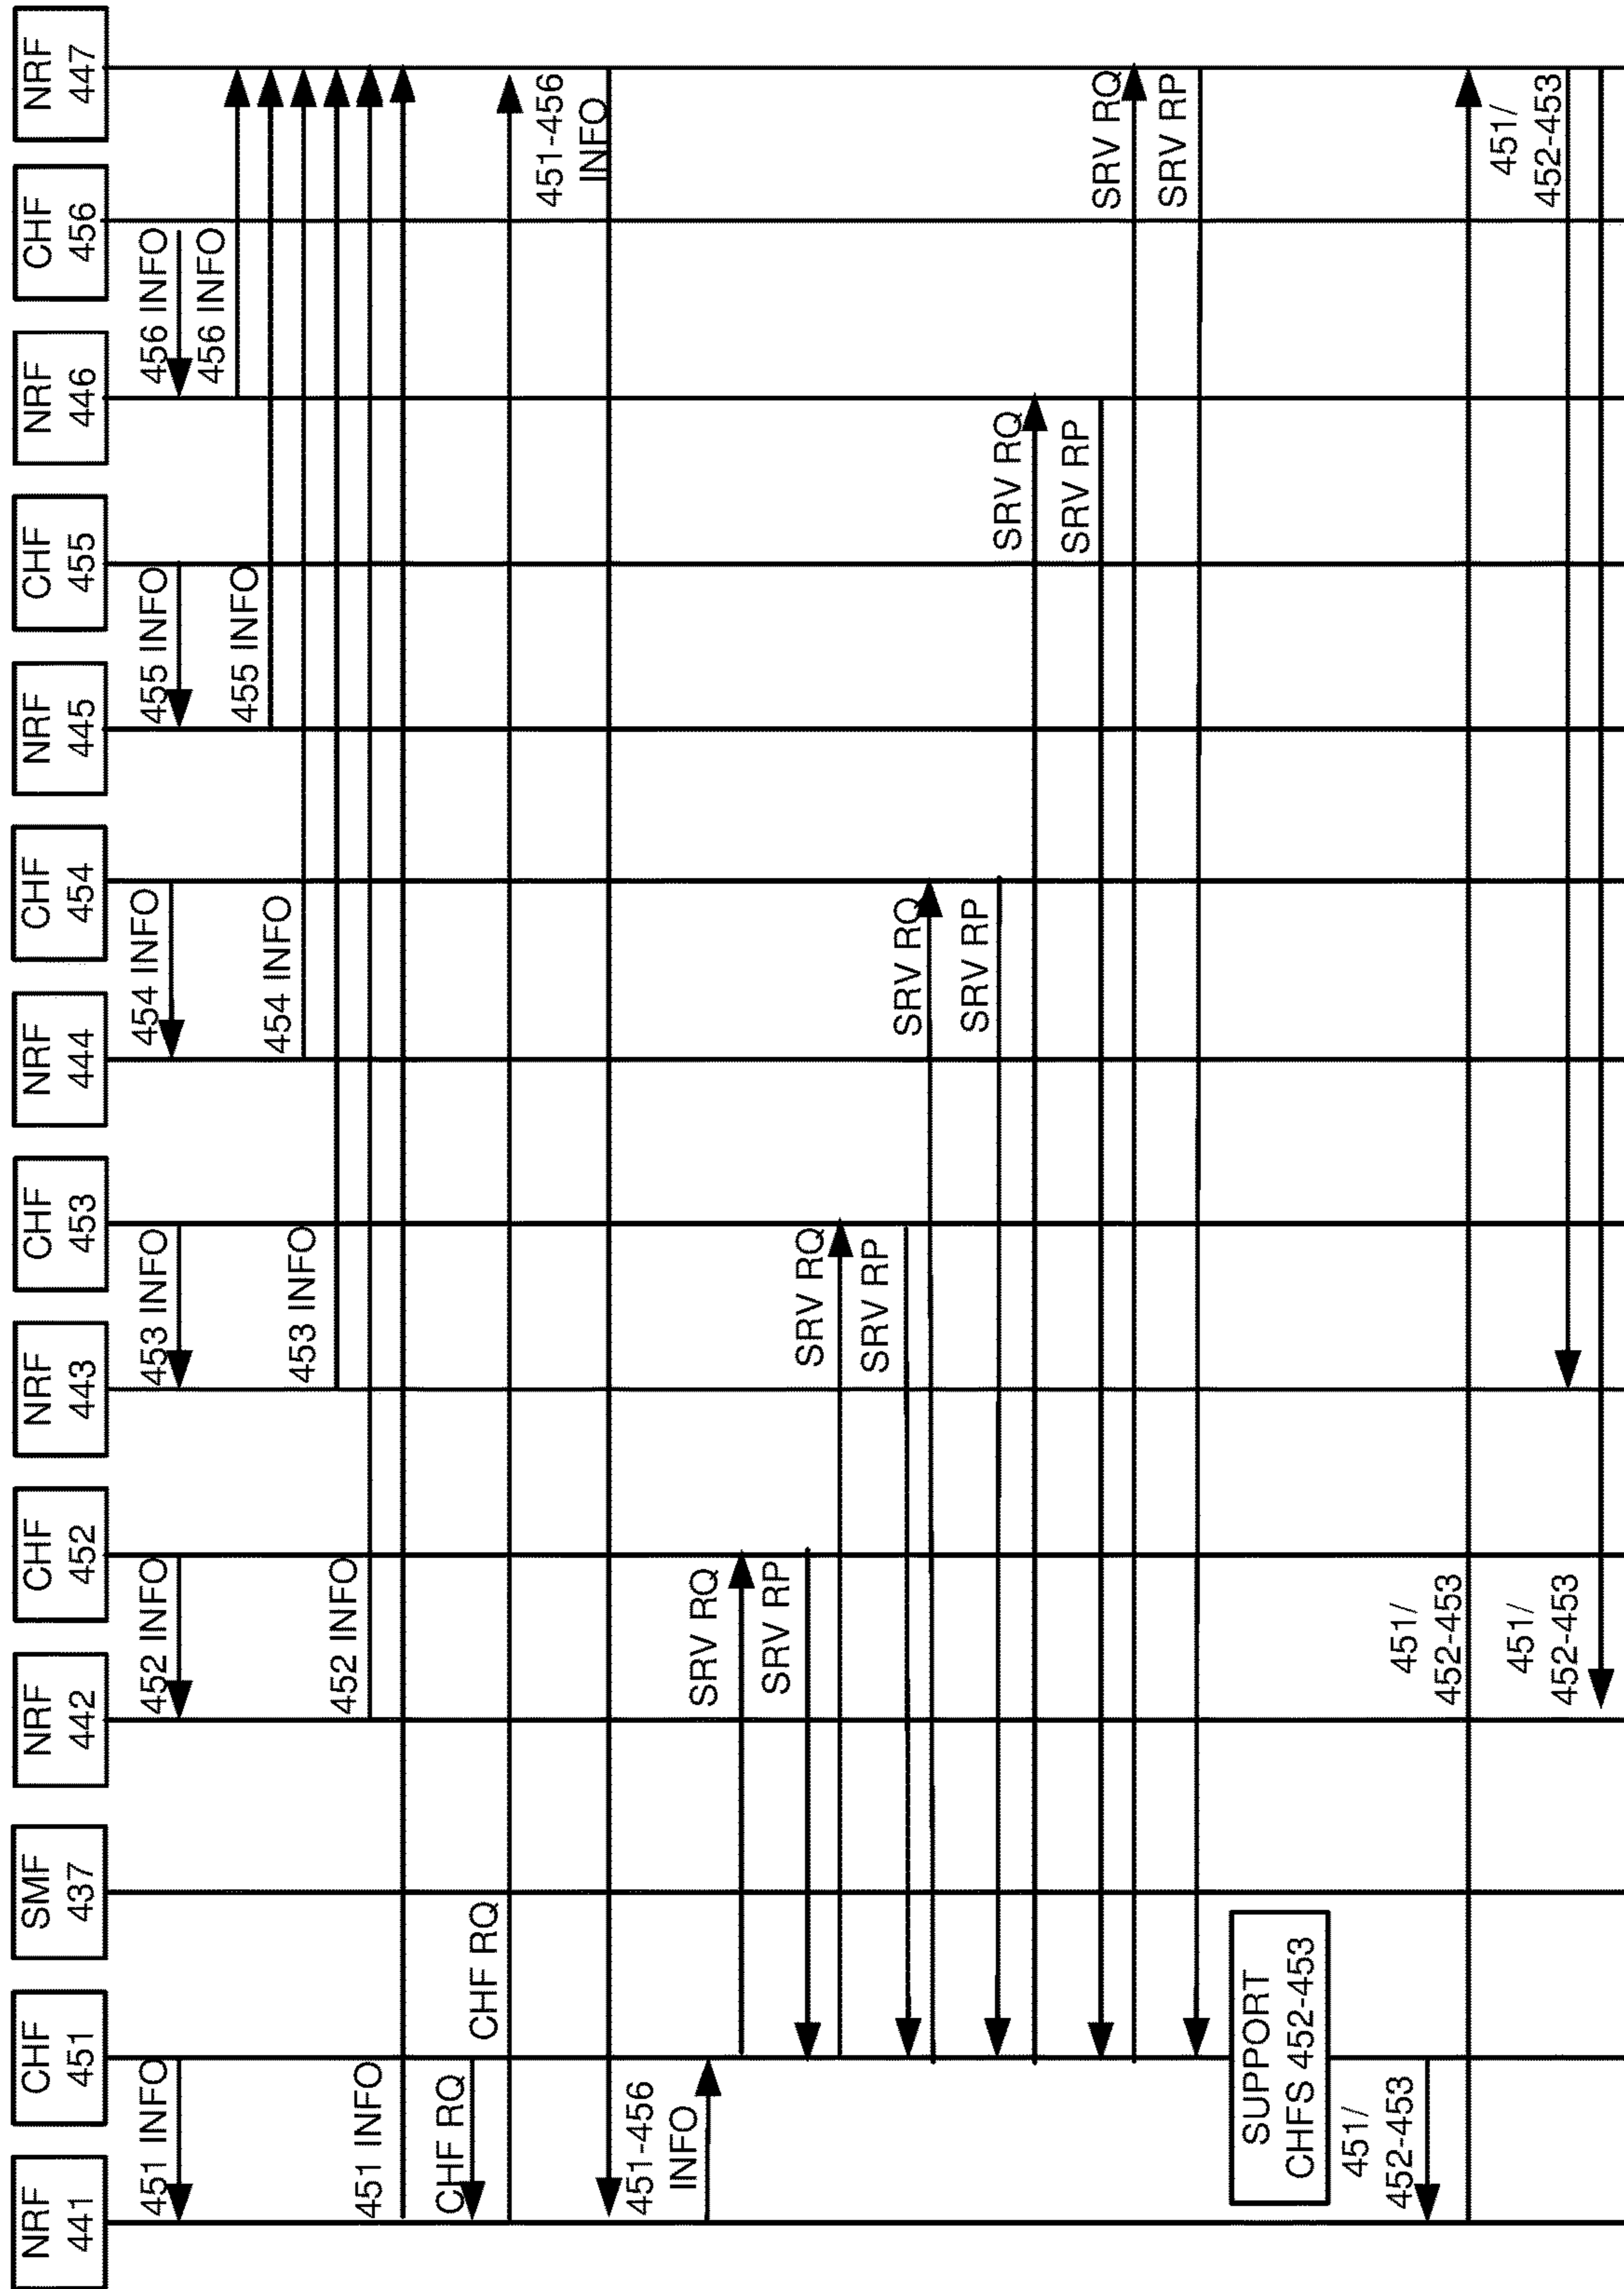 NRF
441
CHF
451
SMF
437
NRF
442
CHF
452
NRF
443
CHF
453
NRF
444
CHF
454
NRF
445
CHF
455
NRF
446
CHF
456
NRF
447
451 INFO
452 INFO
453 INFO
454 INFO
455 INFO
456 INFO
456 INFO
455 INFO
454 INFO
453 INFO
452 INFO
451 INFO
CHF RQ
CHF RQ
451-456
INFO
451-456
INFO
SRV RQ
SRV RP
SRV RQ
SRV RP
SRV RQ
SRV RP
SRV RQ
SRV RP
SRV RQ
SRV RP
SUPPORT
CHFS 452-453
451/
452-453
451/
452-453
451/
452-453
451/
452-453